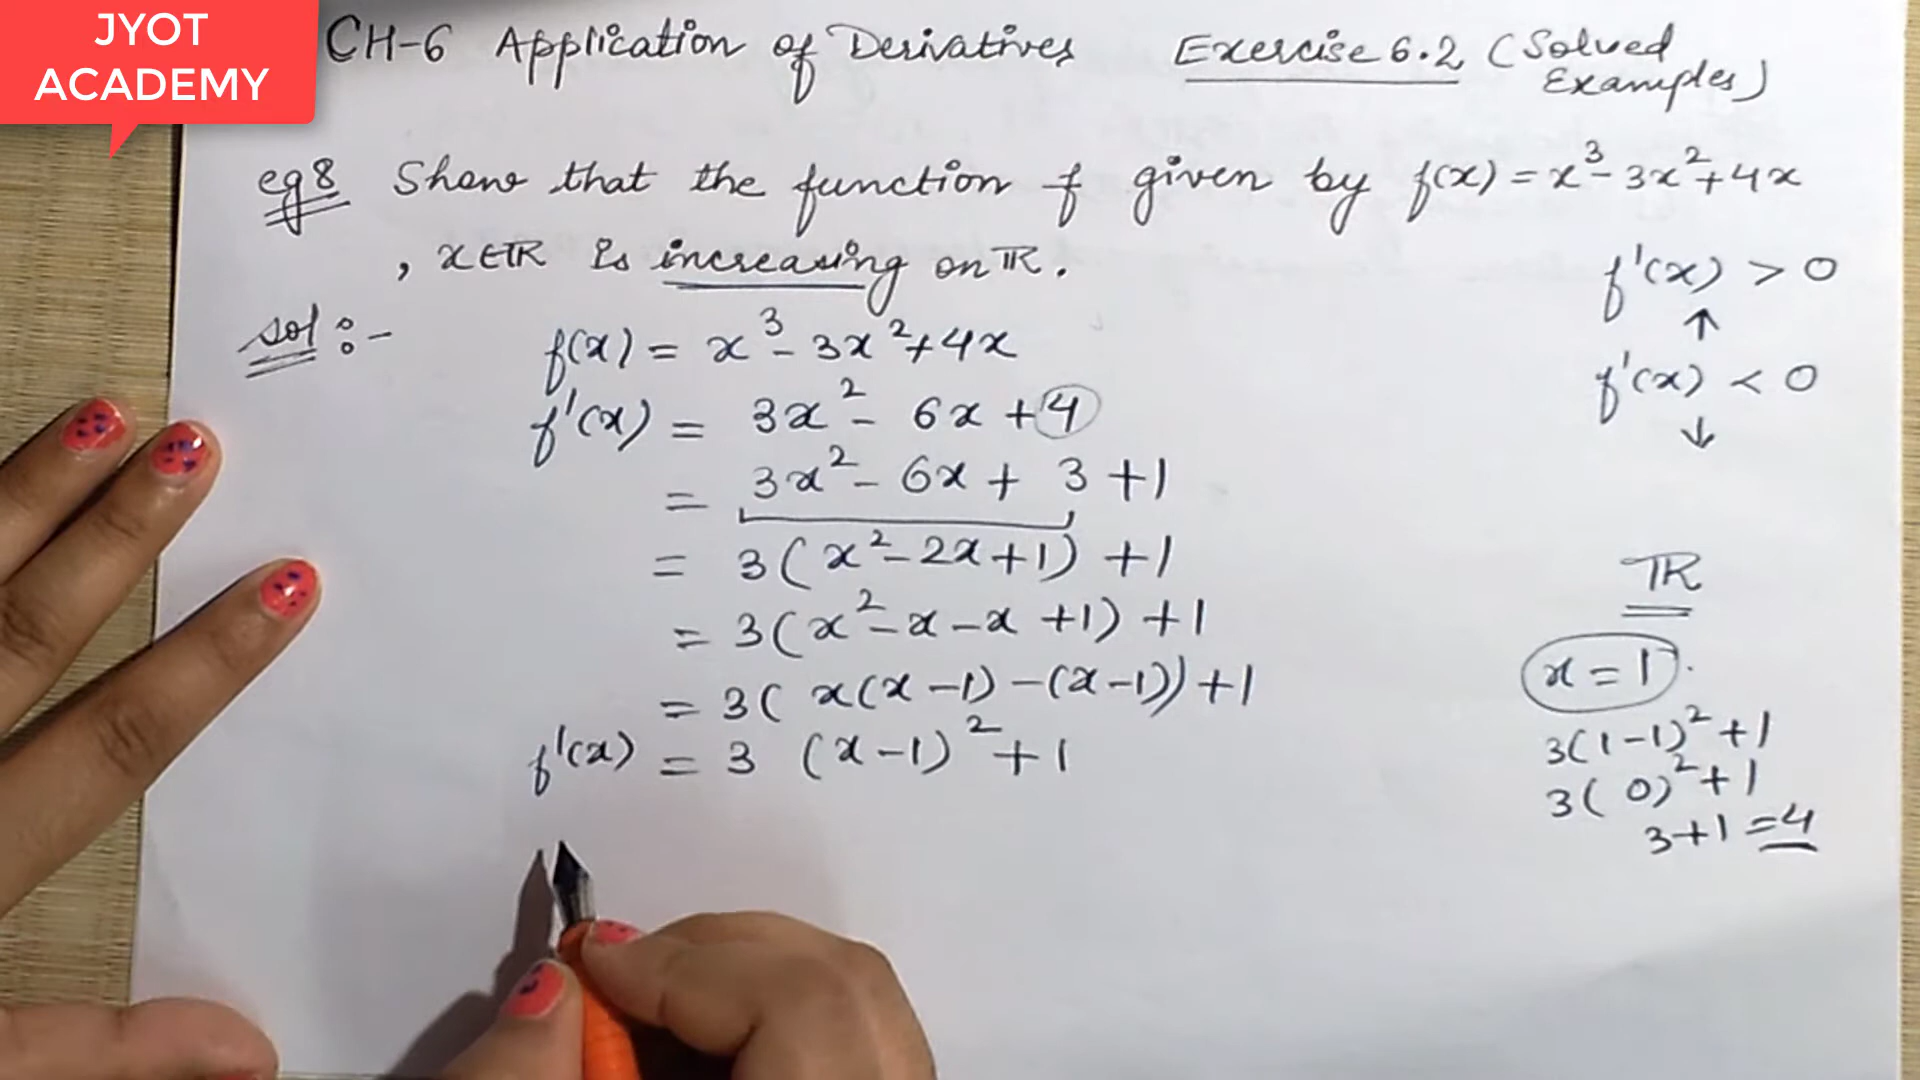 JYOT
ACADEMY
CH-6 Application of Derivatives Exercise 6.2 (Solved Examples)
eg 8 Show that the function f given by f(x) = x³- 3x²+4x
, x∈ℝ is increasing on ℝ.
sol :-
f(x) = x³- 3x²+4x
f'(x) = 3x²- 6x +4
= 3x²- 6x + 3 +1
= 3(x²-2x+1) +1
= 3(x²-x-x +1) +1
= 3( x(x-1) -(x-1)) +1
f'(x) = 3 (x-1)²+1
f'(x) > 0
↑
f'(x) < 0
↓
ℝ
x = 1
3(1-1)²+1
3( 0)²+1
3+1 =4